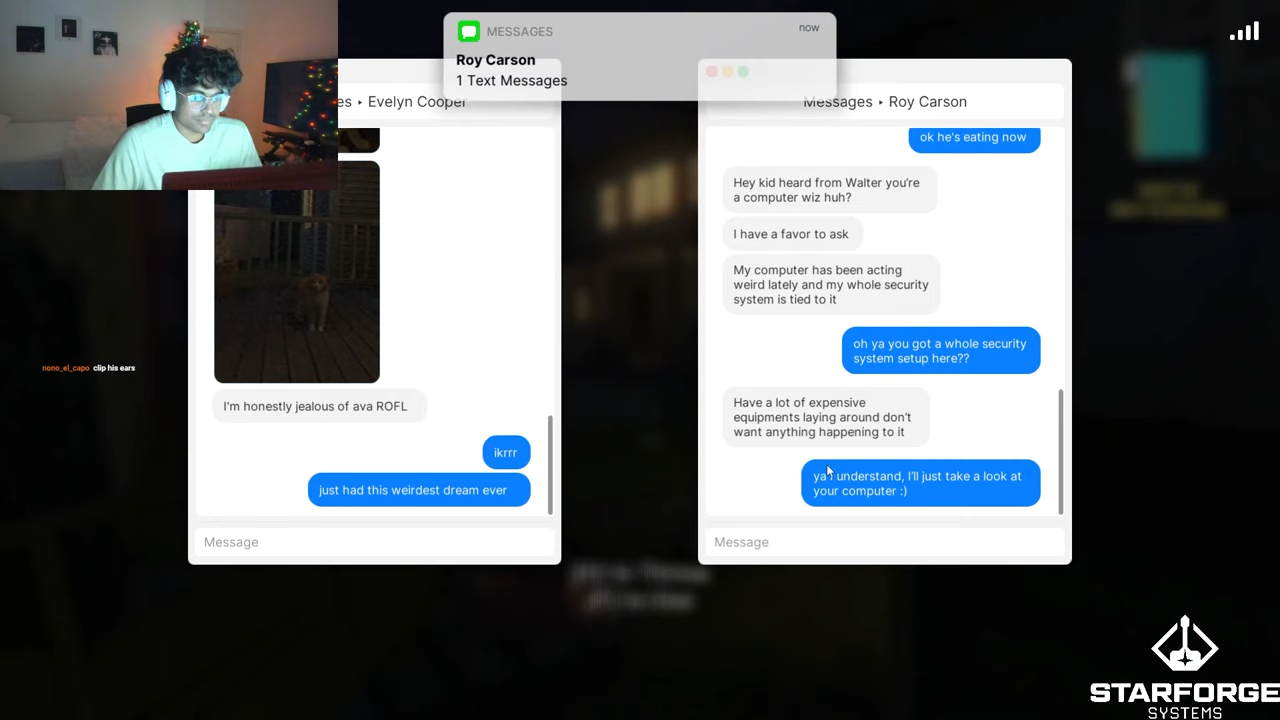 MESSAGES
now
Roy Carson
1 Text Messages
es ▸ Evelyn Cooper
I'm honestly jealous of ava ROFL
ikrrr
just had this weirdest dream ever
Message
Messages ▸ Roy Carson
ok he's eating now
Hey kid heard from Walter you're
a computer wiz huh?
I have a favor to ask
My computer has been acting
weird lately and my whole security
system is tied to it
oh ya you got a whole security
system setup here??
Have a lot of expensive
equipments laying around don't
want anything happening to it
ya I understand, I'll just take a look at
your computer :)
Message
nono_el_capo clip his ears
STARFORGE
SYSTEMS